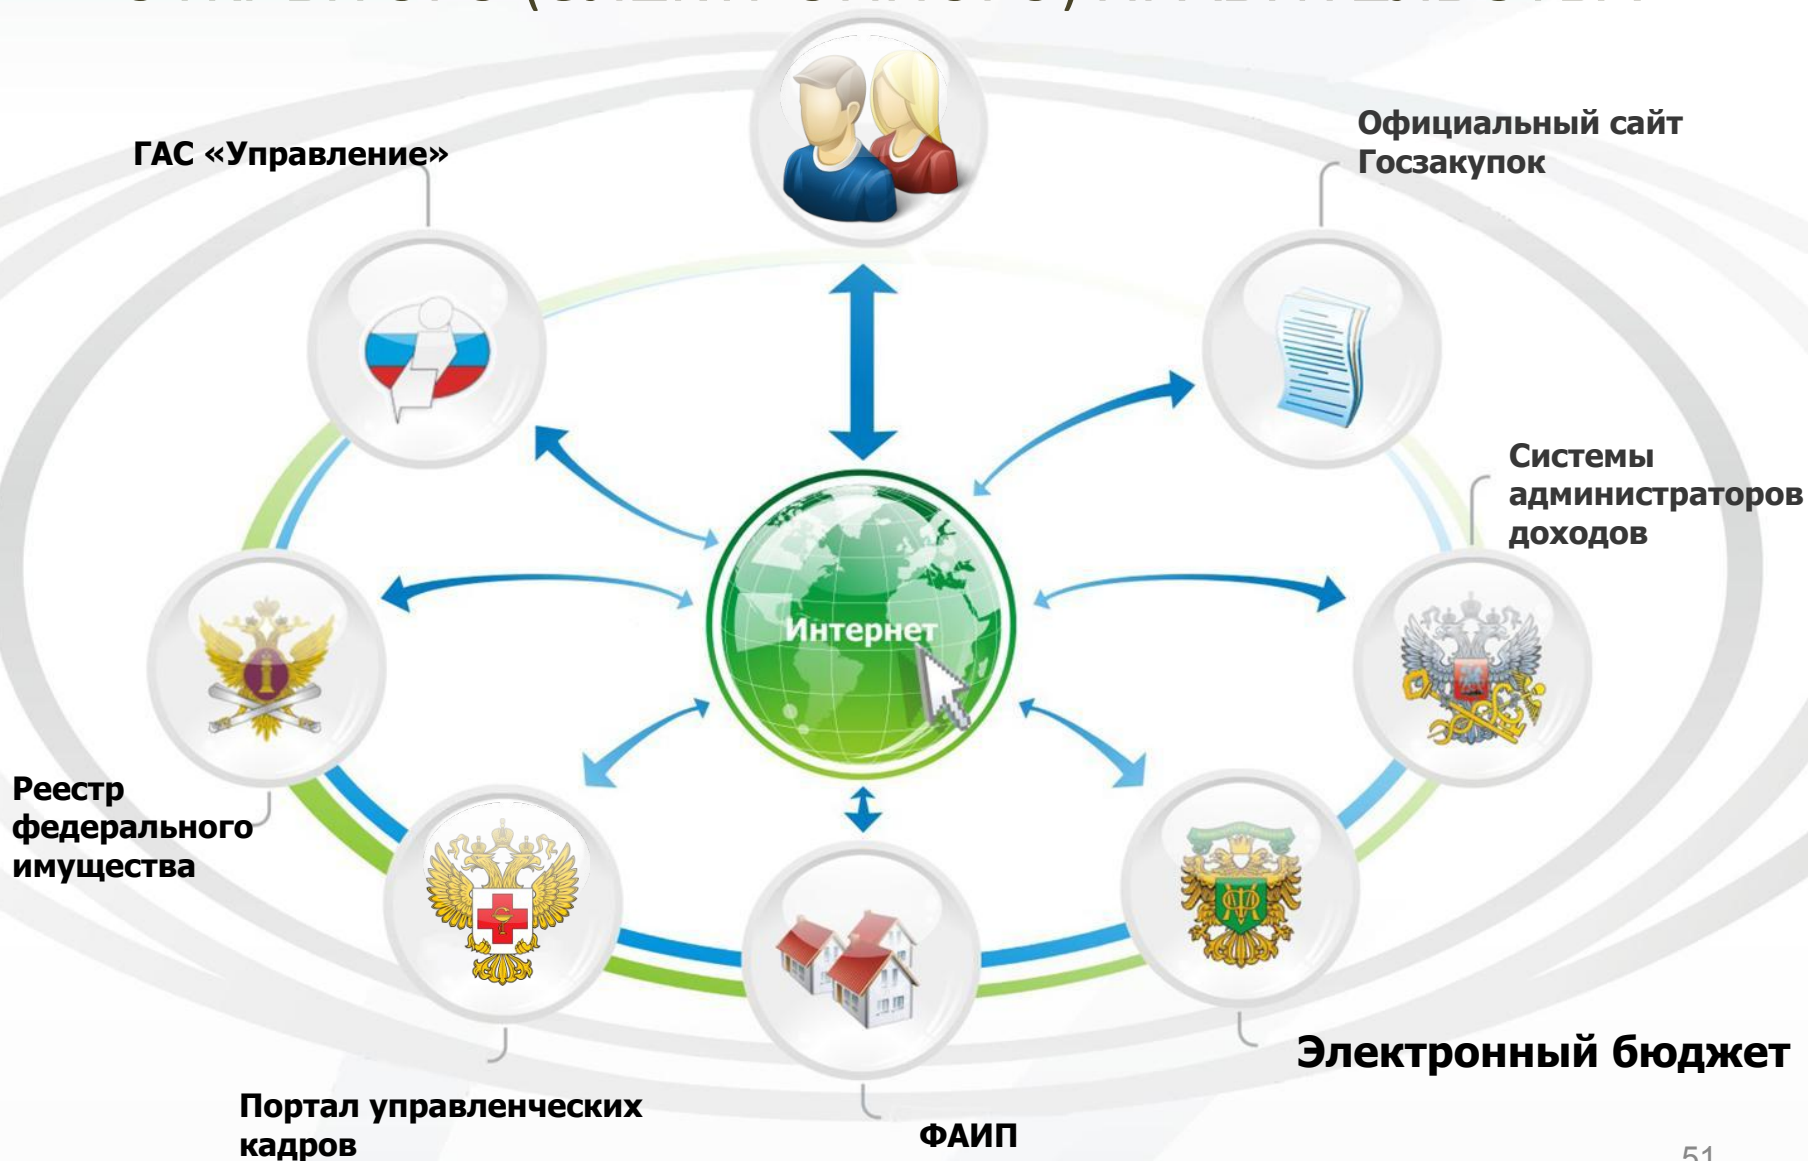 ГАС «Управление»
Официальный сайт
Госзакупок
Системы
администраторов
доходов
Интернет
Реестр
федерального
имущества
Электронный бюджет
Портал управленческих
кадров
ФАИП
51